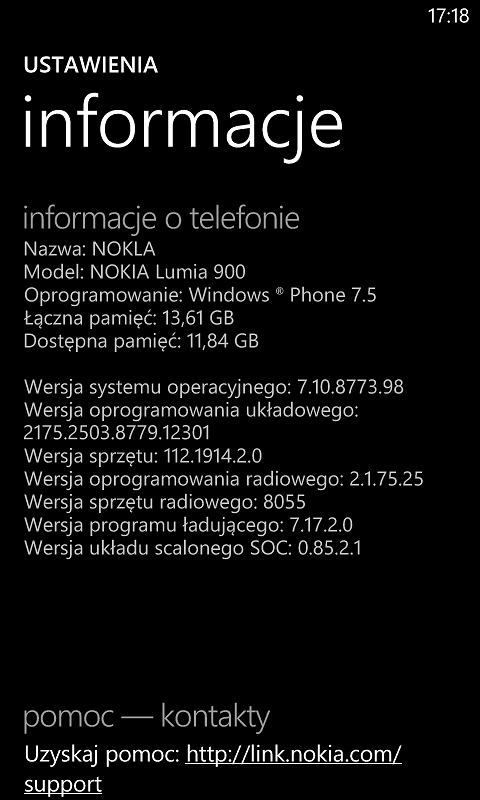 17:18
USTAWIENIA
informacje
informacje o telefonie
Nazwa: NOKLA
Model: NOKIA Lumia 900
Oprogramowanie: Windows ® Phone 7.5
Łączna pamięć: 13,61 GB
Dostępna pamięć: 11,84 GB
Wersja systemu operacyjnego: 7.10.8773.98
Wersja oprogramowania układowego:
2175.2503.8779.12301
Wersja sprzętu: 112.1914.2.0
Wersja oprogramowania radiowego: 2.1.75.25
Wersja sprzętu radiowego: 8055
Wersja programu ładującego: 7.17.2.0
Wersja układu scalonego SOC: 0.85.2.1
pomoc — kontakty
Uzyskaj pomoc: http://link.nokia.com/
support